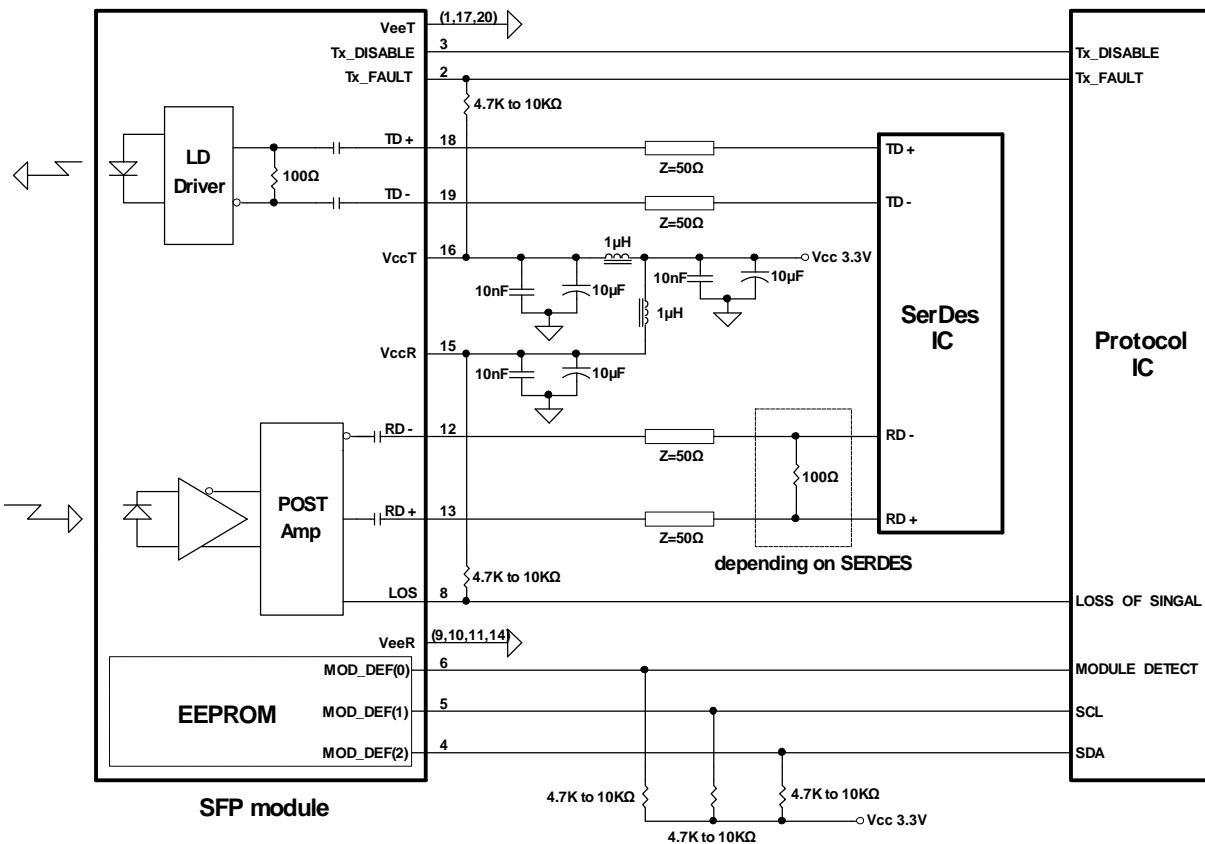 VeeT (1,17,20)
Tx_DISABLE 3 Tx_DISABLE
Tx_FAULT 2 Tx_FAULT
4.7K to 10KΩ
LD
Driver
100Ω
TD+ 18 Z=50Ω TD+
TD- 19 Z=50Ω TD-
VccT 16
1µH
Vcc 3.3V
10nF
10µF
10nF
10µF
1µH
SerDes
IC
Protocol
IC
VccR 15
10nF
10µF
POST
Amp
RD- 12 Z=50Ω RD-
100Ω
RD+ 13 Z=50Ω RD+
depending on SERDES
4.7K to 10KΩ
LOS 8 LOSS OF SINGAL
VeeR (9,10,11,14)
EEPROM
MOD_DEF(0) 6 MODULE DETECT
MOD_DEF(1) 5 SCL
MOD_DEF(2) 4 SDA
SFP module
4.7K to 10KΩ
4.7K to 10KΩ
4.7K to 10KΩ
Vcc 3.3V